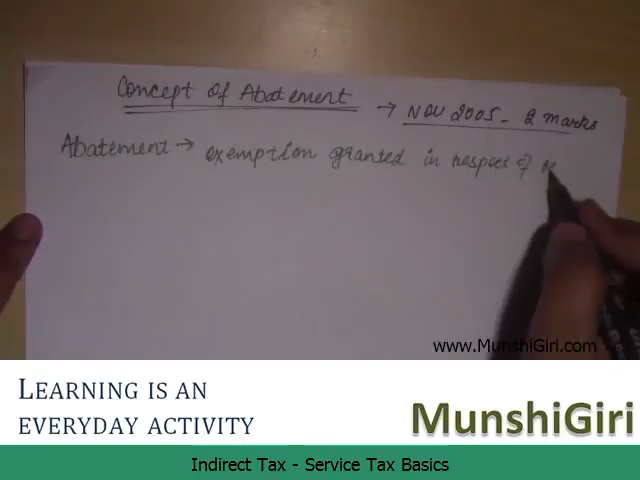 Concept of Abatement → Nov 2005 - 2 marks
Abatement → exemption granted in respect of
www.MunshiGiri.com
LEARNING IS AN
EVERYDAY ACTIVITY
MunshiGiri
Indirect Tax - Service Tax Basics